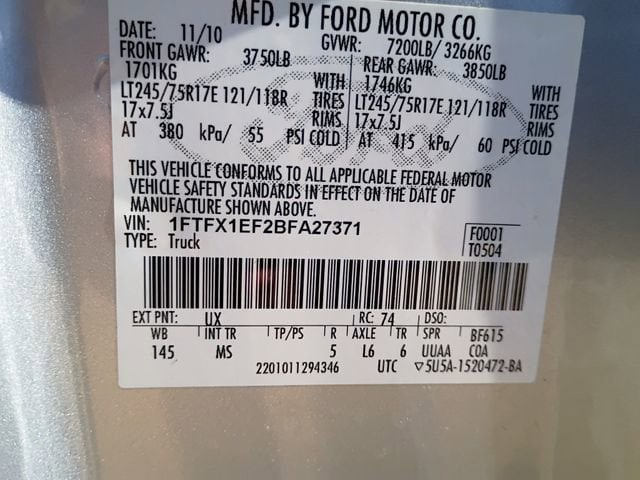 MFD. BY FORD MOTOR CO.
DATE: 11/10 GVWR: 7200LB/ 3266KG
FRONT GAWR: 3750LB REAR GAWR: 3850LB
1701KG WITH 1746KG WITH
LT245/75R17E 121/118R TIRES LT245/75R17E 121/118R TIRES
17x7.5J RIMS 17x7.5J RIMS
AT 380 kPa/ 55 PSI COLD AT 415 kPa/ 60 PSI COLD
THIS VEHICLE CONFORMS TO ALL APPLICABLE FEDERAL MOTOR
VEHICLE SAFETY STANDARDS IN EFFECT ON THE DATE OF
MANUFACTURE SHOWN ABOVE.
VIN: 1FTFX1EF2BFA27371 F0001
TYPE: Truck T0504
EXT PNT: UX RC: 74 DSO:
WB INT TR TP/PS R AXLE TR SPR BF615
145 MS 5 L6 6 UUAA COA
2201011294346 UTC ▽5U5A-1520472-BA